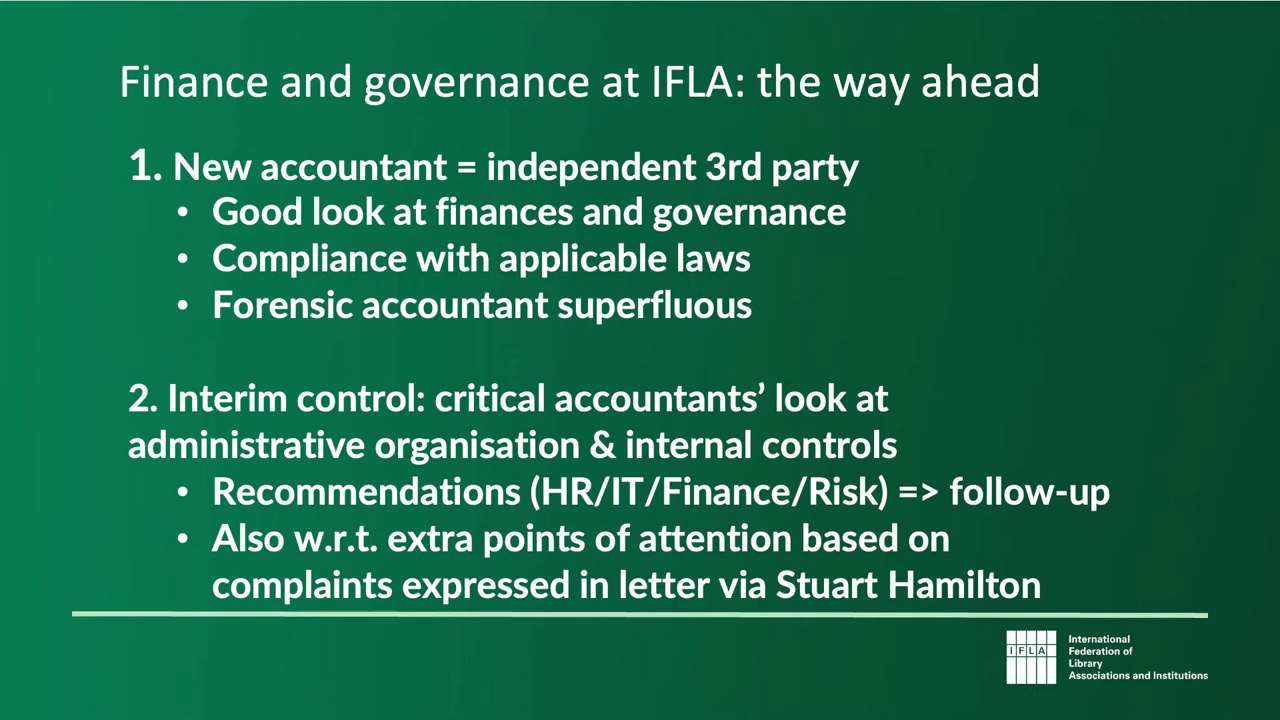 Finance and governance at IFLA: the way ahead
1. New accountant = independent 3rd party
• Good look at finances and governance
• Compliance with applicable laws
• Forensic accountant superfluous
2. Interim control: critical accountants’ look at
administrative organisation & internal controls
• Recommendations (HR/IT/Finance/Risk) => follow-up
• Also w.r.t. extra points of attention based on
complaints expressed in letter via Stuart Hamilton
IFLA
International
Federation of
Library
Associations and Institutions